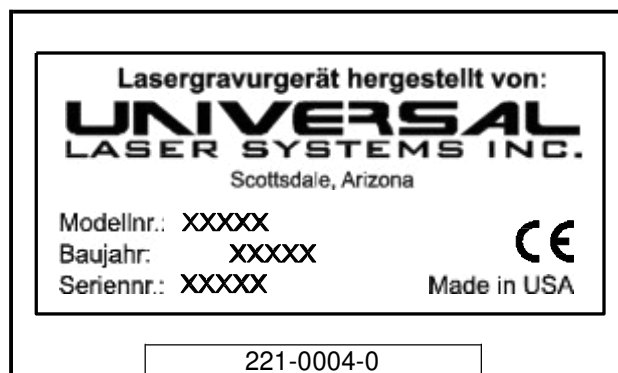 Lasergravurgerät hergestellt von:
UNIVERSAL
LASER SYSTEMS INC.
Scottsdale, Arizona
Modellnr.: XXXXX
Baujahr: XXXXX
Seriennr.: XXXXX
CE
Made in USA
221-0004-0